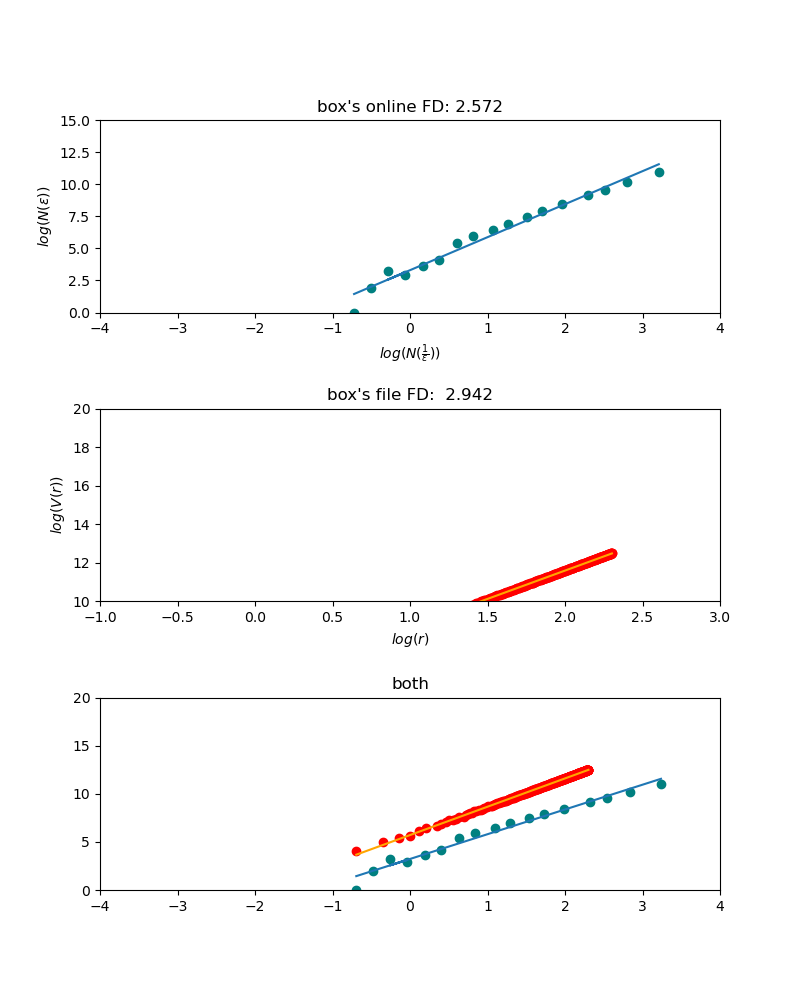 box's online FD: 2.572
log(N(ε))
15.0
12.5
10.0
7.5
5.0
2.5
0.0
−4 −3 −2 −1 0 1 2 3 4
log(N(1/ε))
box's file FD:  2.942
log(V(r))
20
18
16
14
12
10
−1.0 −0.5 0.0 0.5 1.0 1.5 2.0 2.5 3.0
log(r)
both
20
15
10
5
0
−4 −3 −2 −1 0 1 2 3 4